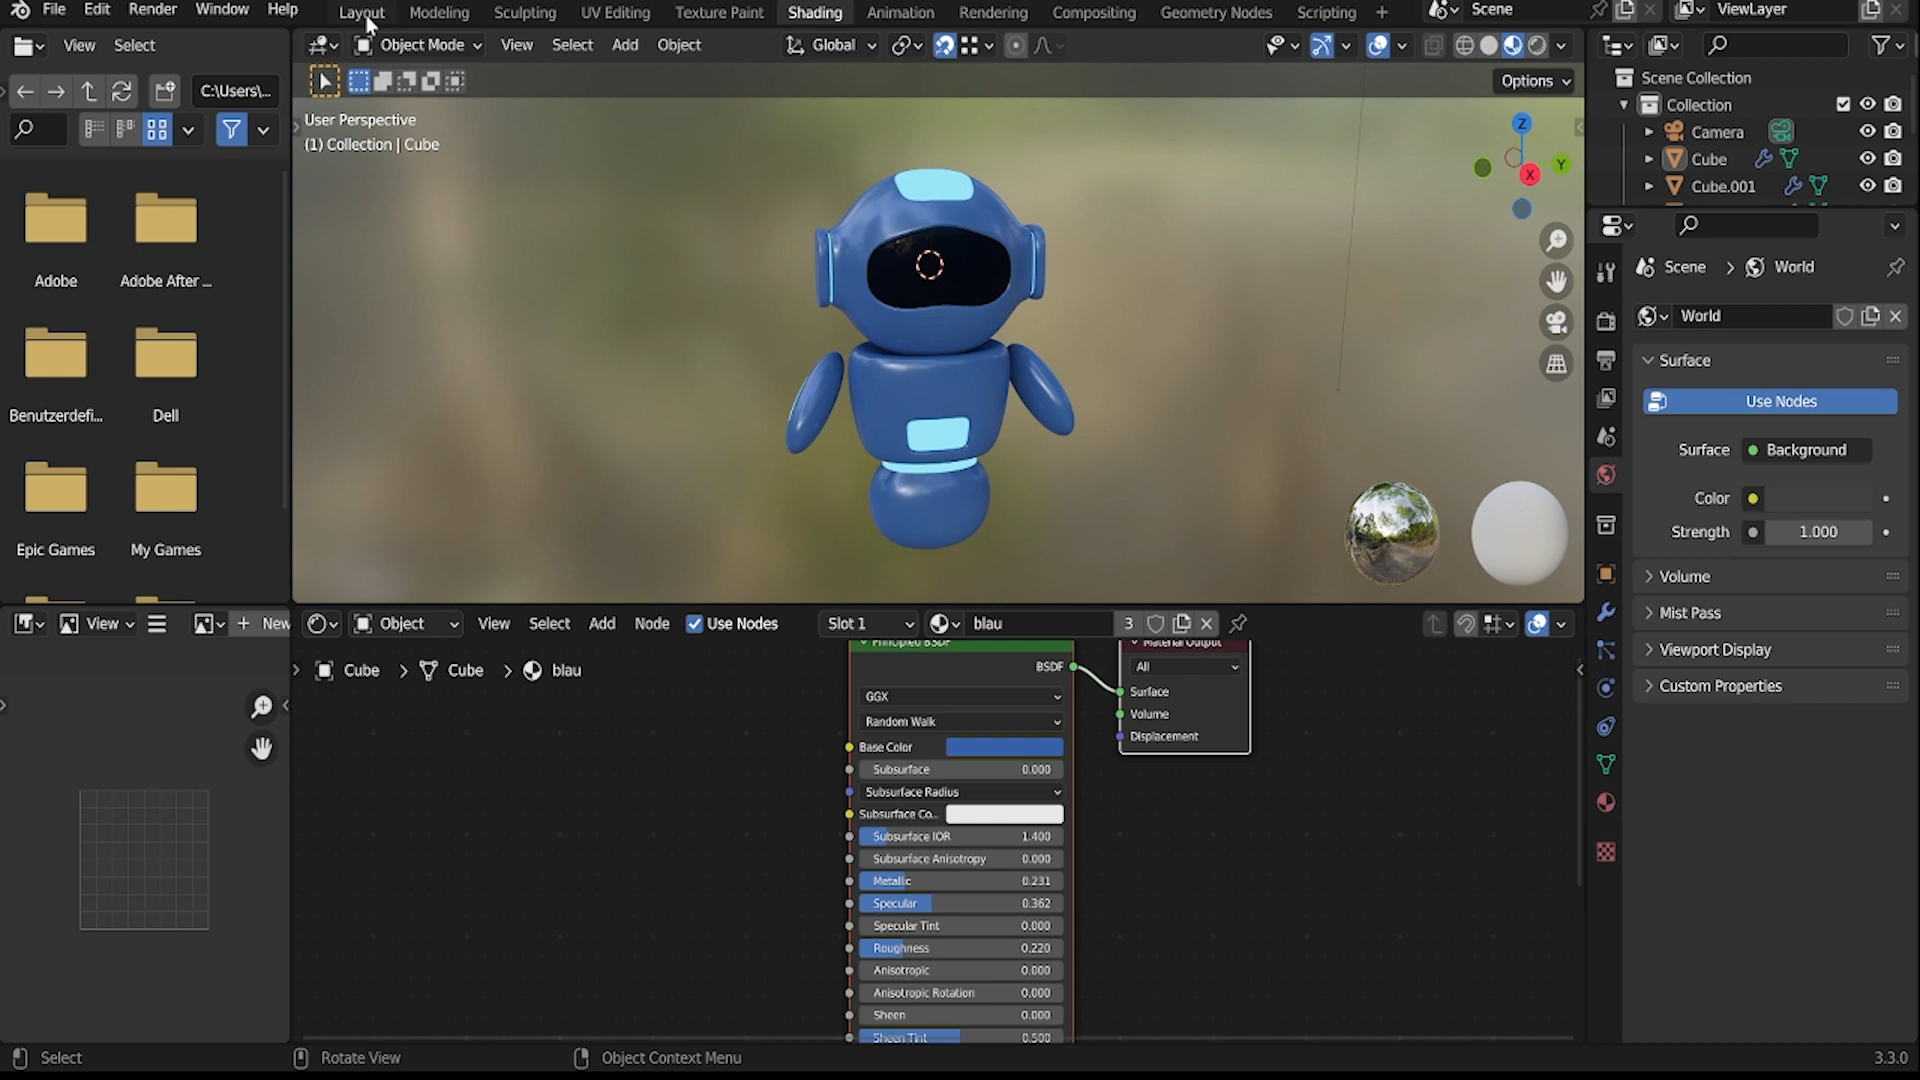 File Edit Render Window Help Layout Modeling Sculpting UV Editing Texture Paint Shading Animation Rendering Compositing Geometry Nodes Scripting + Scene ViewLayer
View Select
Object Mode View Select Add Object Global
C:\Users\...
Options
User Perspective
(1) Collection | Cube
Z
Y
X
Scene Collection
Collection
Camera
Cube
Cube.001
Adobe
Adobe After ...
Benutzerdefi...
Dell
Epic Games
My Games
Scene > World
World
Surface
Use Nodes
Surface Background
Color
Strength 1.000
Volume
Mist Pass
Viewport Display
Custom Properties
View + New
Object View Select Add Node Use Nodes Slot 1 blau 3
Cube > Cube > blau
Principled BSDF
BSDF
GGX
Random Walk
Base Color
Subsurface 0.000
Subsurface Radius
Subsurface Co...
Subsurface IOR 1.400
Subsurface Anisotropy 0.000
Metallic 0.231
Specular 0.362
Specular Tint 0.000
Roughness 0.220
Anisotropic 0.000
Anisotropic Rotation 0.000
Sheen 0.000
Sheen Tint 0.500
Material Output
All
Surface
Volume
Displacement
Select
Rotate View
Object Context Menu
3.3.0